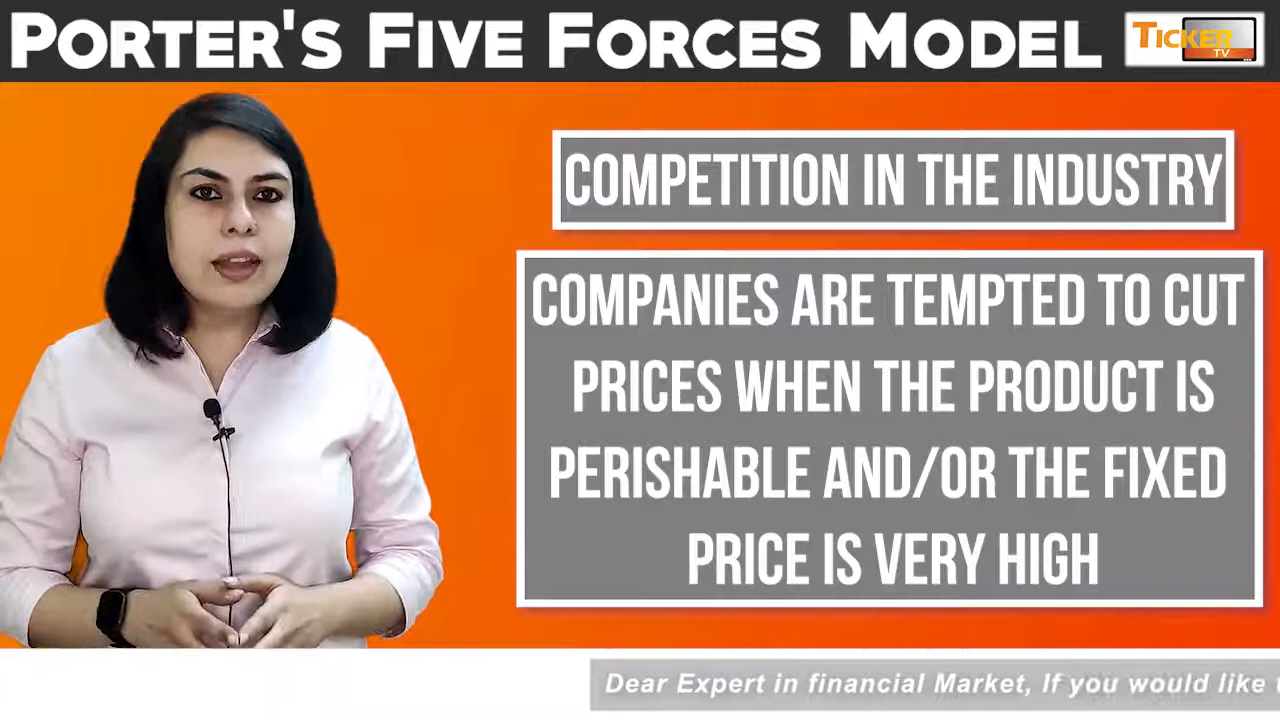 PORTER'S FIVE FORCES MODEL
TICKER
TV
COMPETITION IN THE INDUSTRY
COMPANIES ARE TEMPTED TO CUT
PRICES WHEN THE PRODUCT IS
PERISHABLE AND/OR THE FIXED
PRICE IS VERY HIGH
Dear Expert in financial Market, If you would like